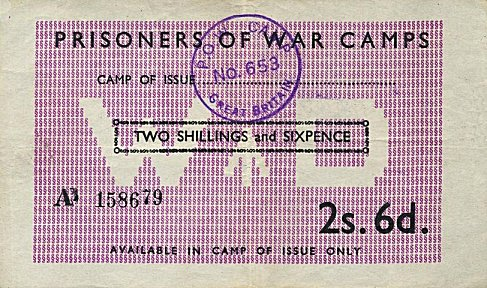 PRISONERS OF WAR CAMPS
P.O.W. CAMP
CAMP OF ISSUE
NO. 653
GREAT BRITAIN
TWO SHILLINGS and SIXPENCE
A3 158679
2s. 6d.
AVAILABLE IN CAMP OF ISSUE ONLY